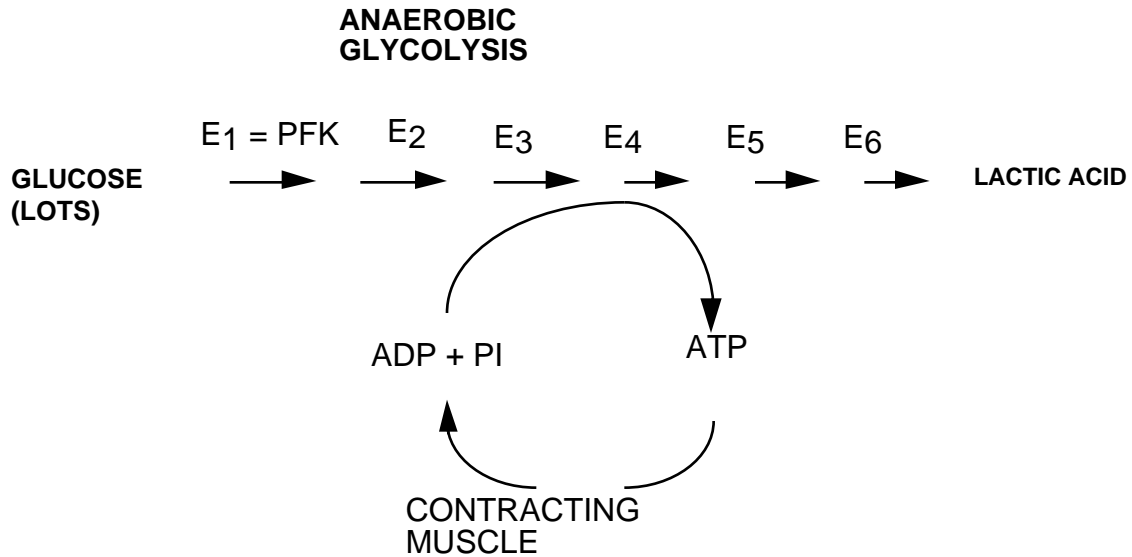 ANAEROBIC
GLYCOLYSIS
E1 = PFK E2 E3 E4 E5 E6
GLUCOSE
(LOTS)
LACTIC ACID
ADP + PI
ATP
CONTRACTING
MUSCLE